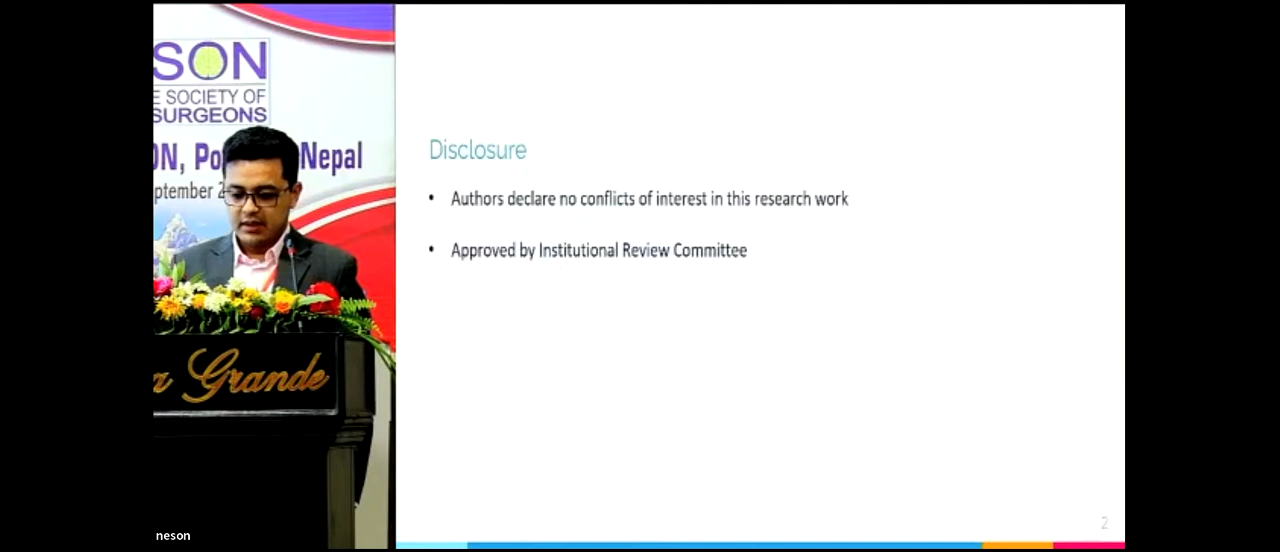 SON
E SOCIETY OF
SURGEONS
ON, Po Nepal
ptember 2
a Grande
neson
Disclosure
• Authors declare no conflicts of interest in this research work
• Approved by Institutional Review Committee
2